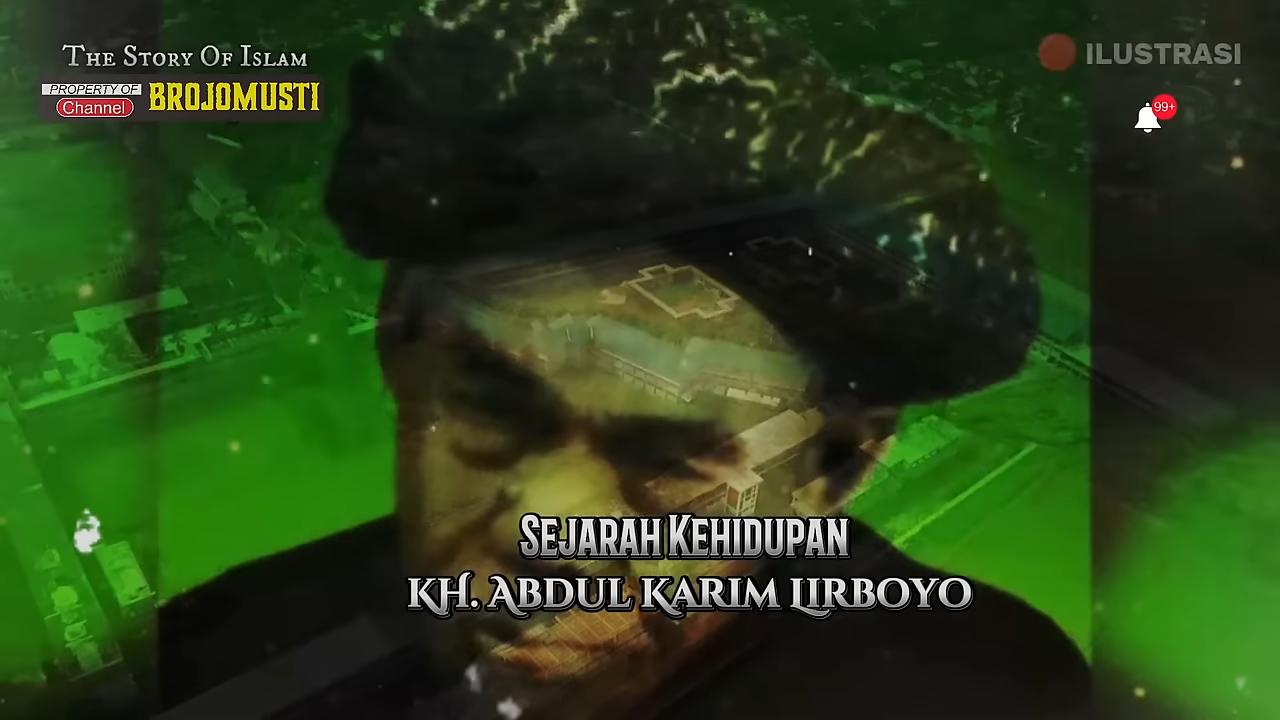 The Story Of Islam
PROPERTY OF
Channel
BROJOMUSTI
ILUSTRASI
99+
Sejarah Kehidupan
KH. Abdul Karim Lirboyo